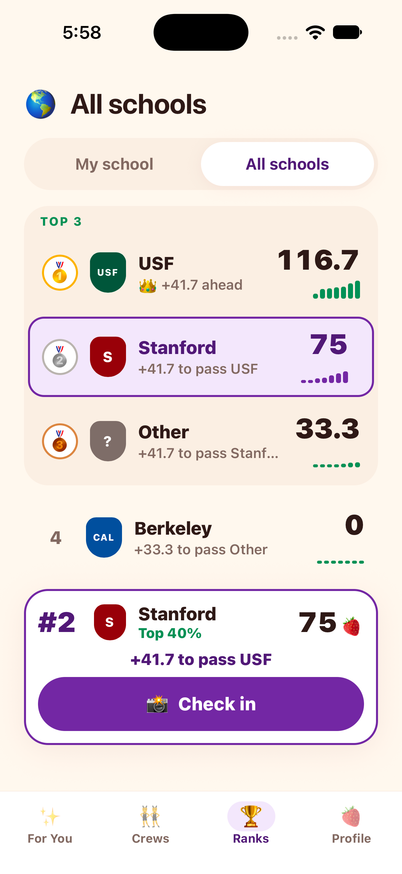 5:58
All schools
My school
All schools
TOP 3
1
USF
USF
+41.7 ahead
116.7
2
S
Stanford
+41.7 to pass USF
75
3
?
Other
+41.7 to pass Stanf...
33.3
4
CAL
Berkeley
+33.3 to pass Other
0
#2
S
Stanford
Top 40%
75
+41.7 to pass USF
Check in
For You
Crews
Ranks
Profile